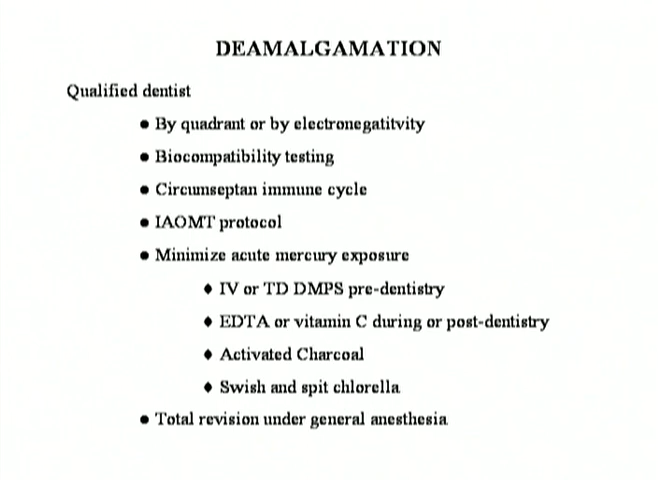 DEAMALGAMATION
Qualified dentist
● By quadrant or by electronegatitvity
● Biocompatibility testing
● Circumseptan immune cycle
● IAOMT protocol
● Minimize acute mercury exposure
♦ IV or TD DMPS pre-dentistry
♦ EDTA or vitamin C during or post-dentistry
♦ Activated Charcoal
♦ Swish and spit chlorella
● Total revision under general anesthesia